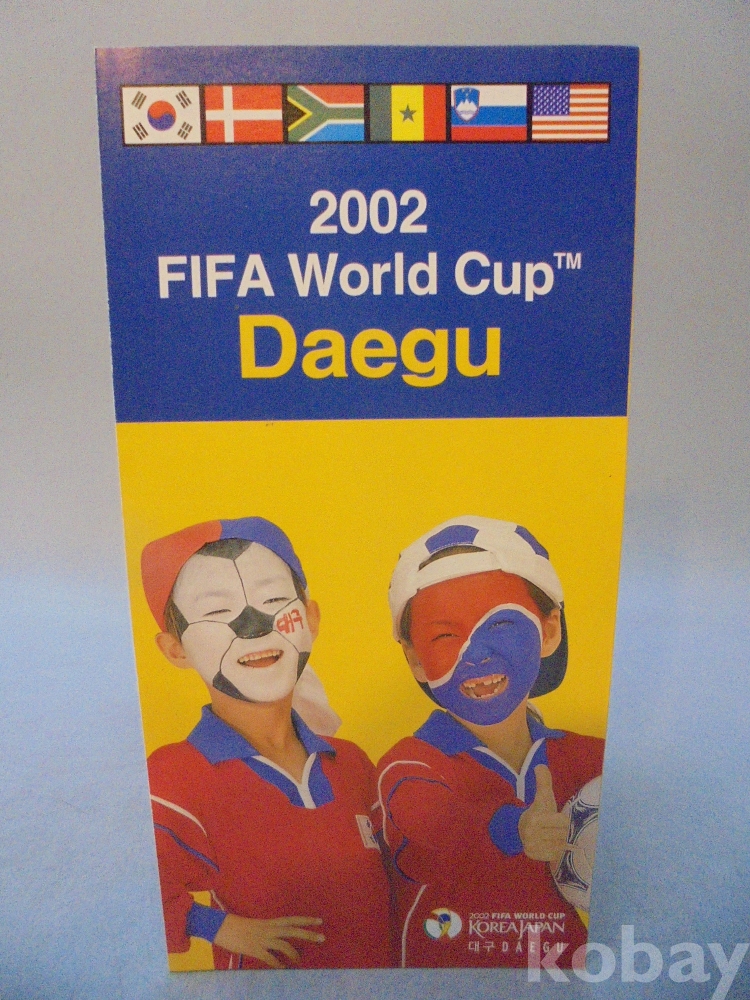 2002
FIFA World Cup™
Daegu
대구
2002 FIFA WORLD CUP
KOREA JAPAN
대구 DAEGU
kobay